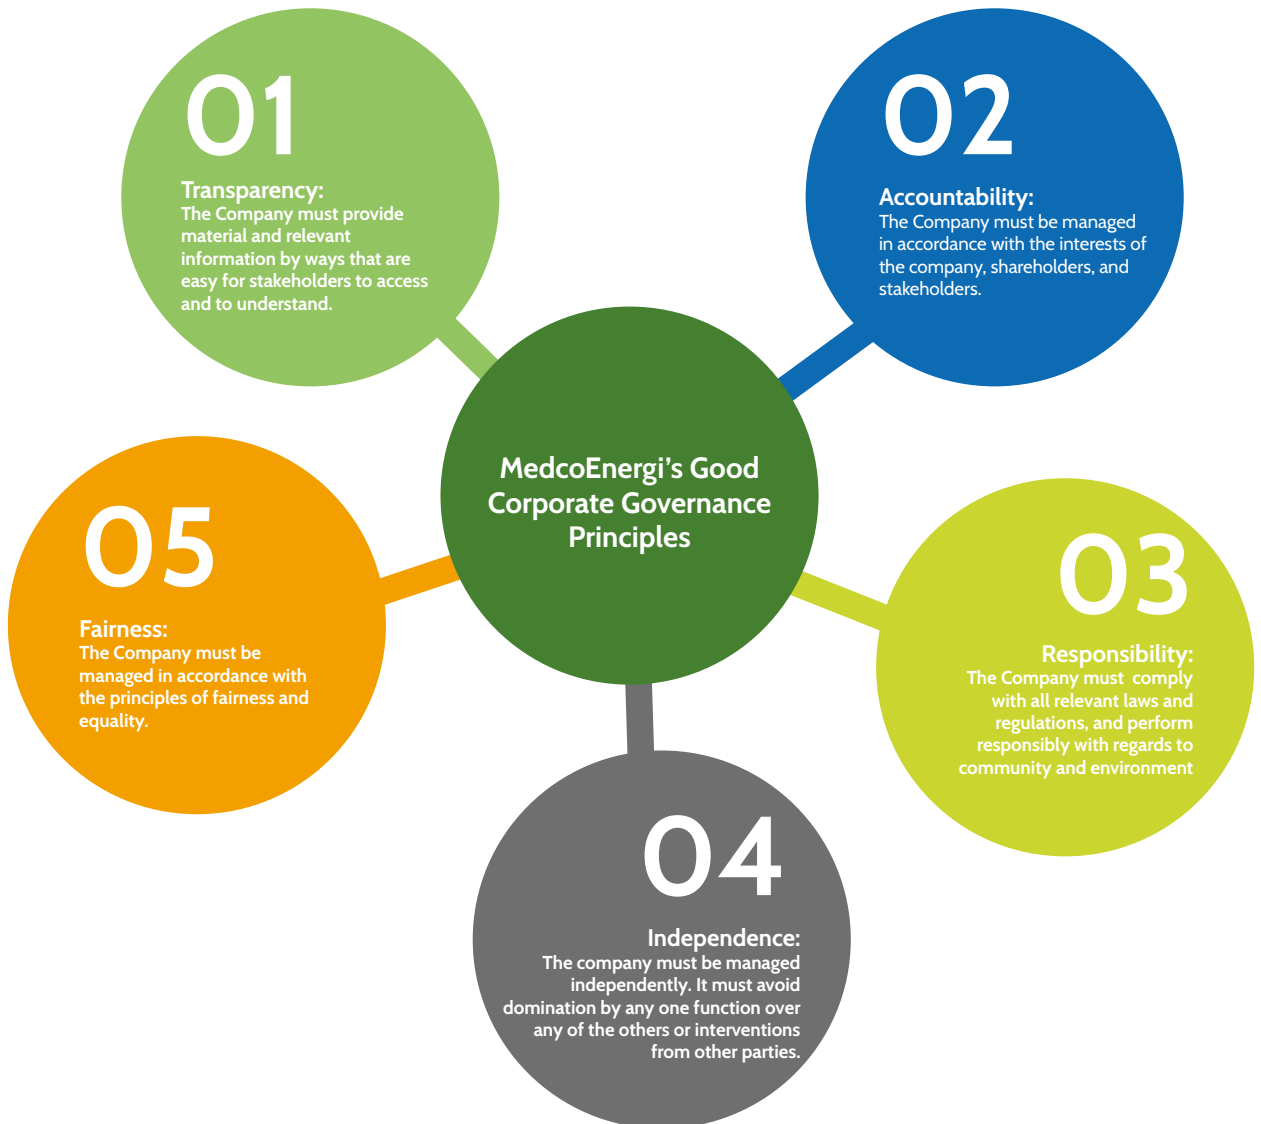 01
Transparency:
The Company must provide
material and relevant
information by ways that are
easy for stakeholders to access
and to understand.
02
Accountability:
The Company must be managed
in accordance with the interests of
the company, shareholders, and
stakeholders.
MedcoEnergi’s Good
Corporate Governance
Principles
03
Responsibility:
The Company must  comply
with all relevant laws and
regulations, and perform
responsibly with regards to
community and environment
04
Independence:
The company must be managed
independently. It must avoid
domination by any one function over
any of the others or interventions
from other parties.
05
Fairness:
The Company must be
managed in accordance with
the principles of fairness and
equality.